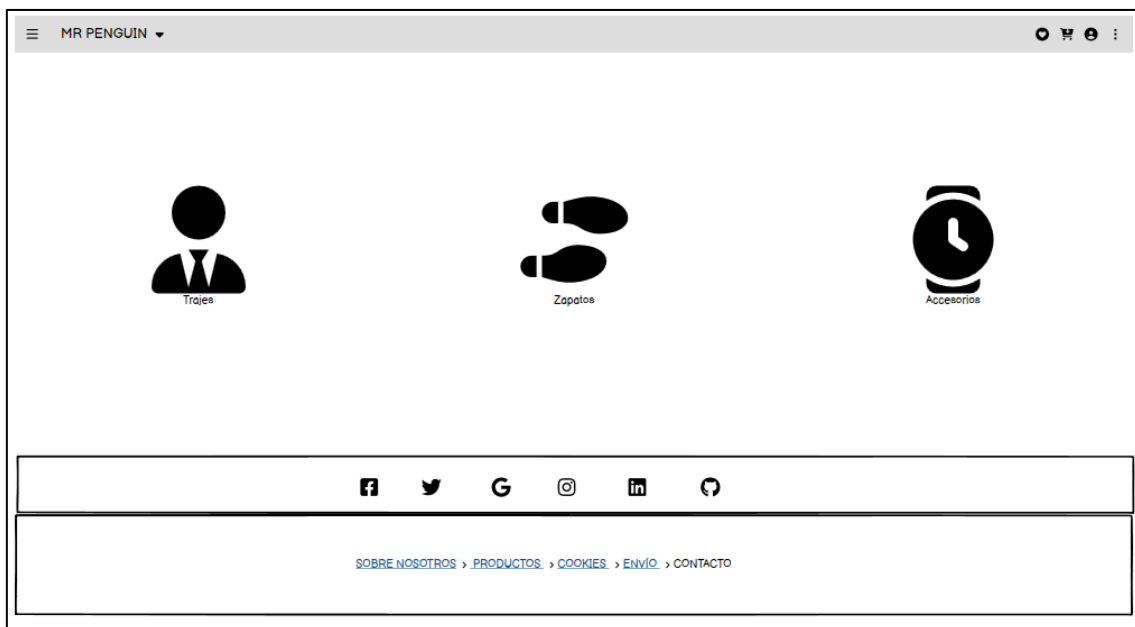 MR PENGUIN
Trajes
Zapatos
Accesorios
SOBRE NOSOTROS > PRODUCTOS > COOKIES > ENVÍO > CONTACTO